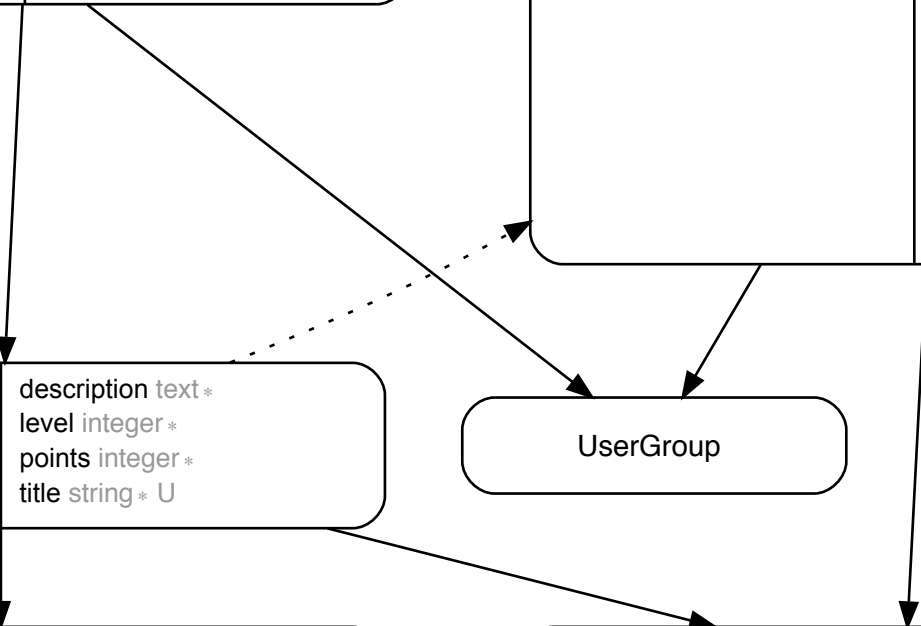 description text *
level integer *
points integer *
title string * U
UserGroup